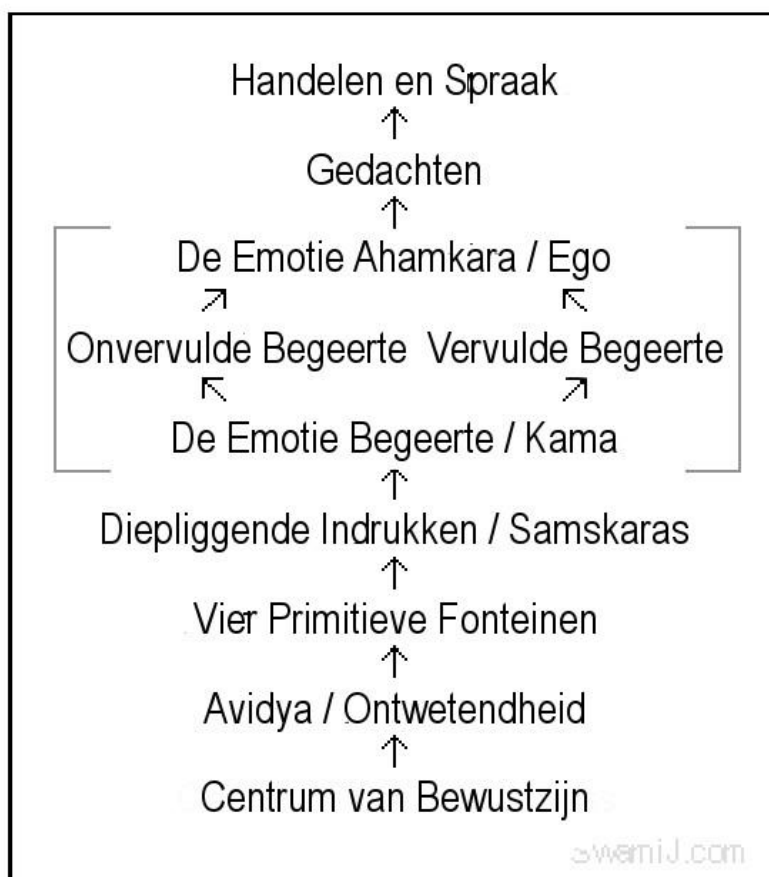 Handelen en Spraak
Gedachten
De Emotie Ahamkara / Ego
Onvervulde Begeerte Vervulde Begeerte
De Emotie Begeerte / Kama
Diepliggende Indrukken / Samskaras
Vier Primitieve Fonteinen
Avidya / Ontwetendheid
Centrum van Bewustzijn
swamiJ.com